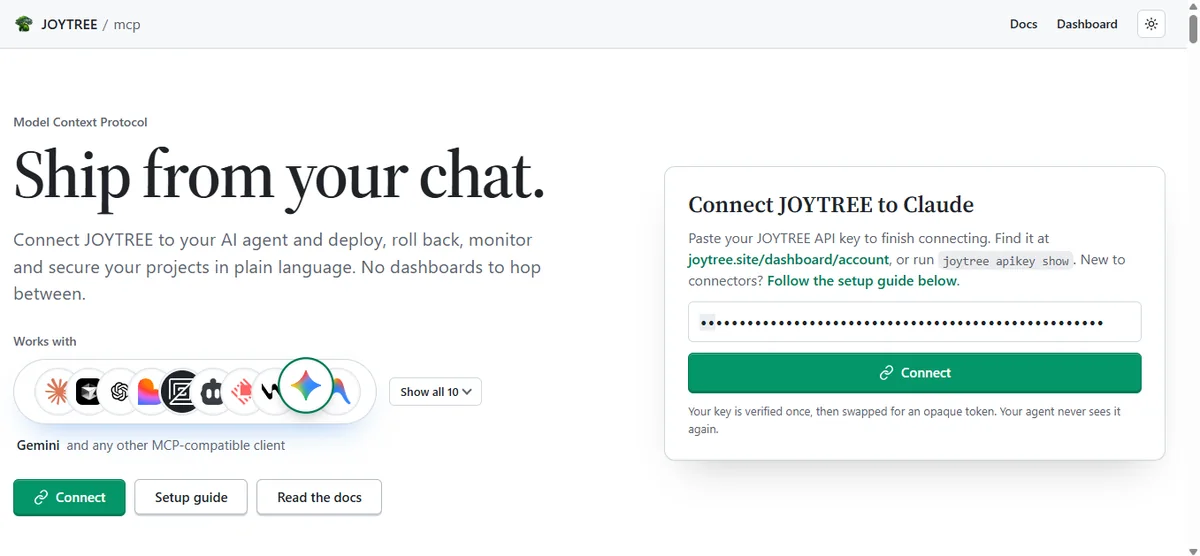 JOYTREE / mcp
Docs
Dashboard
Model Context Protocol
Ship from your chat.
Connect JOYTREE to your AI agent and deploy, roll back, monitor
and secure your projects in plain language. No dashboards to hop
between.
Works with
Show all 10
Gemini and any other MCP-compatible client
Connect
Setup guide
Read the docs
Connect JOYTREE to Claude
Paste your JOYTREE API key to finish connecting. Find it at
joytree.site/dashboard/account, or run joytree apikey show. New to
connectors? Follow the setup guide below.
Connect
Your key is verified once, then swapped for an opaque token. Your agent never sees it
again.